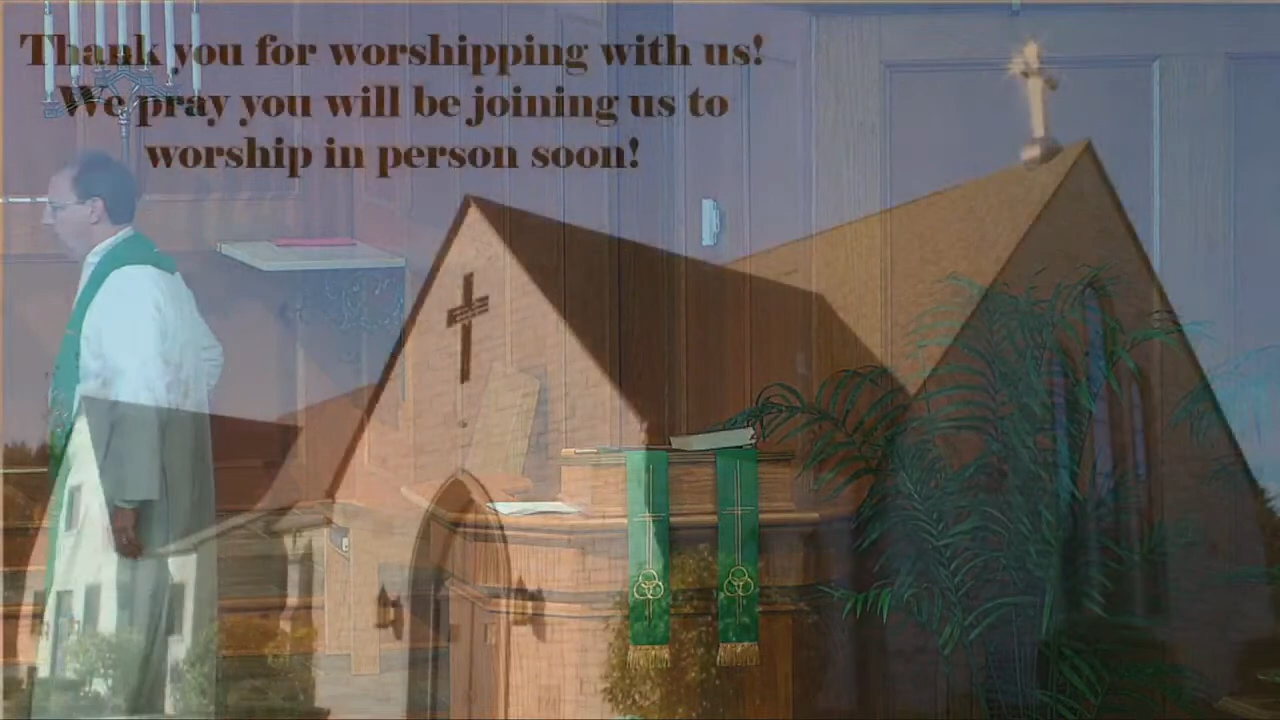 Thank you for worshipping with us!
We pray you will be joining us to
worship in person soon!